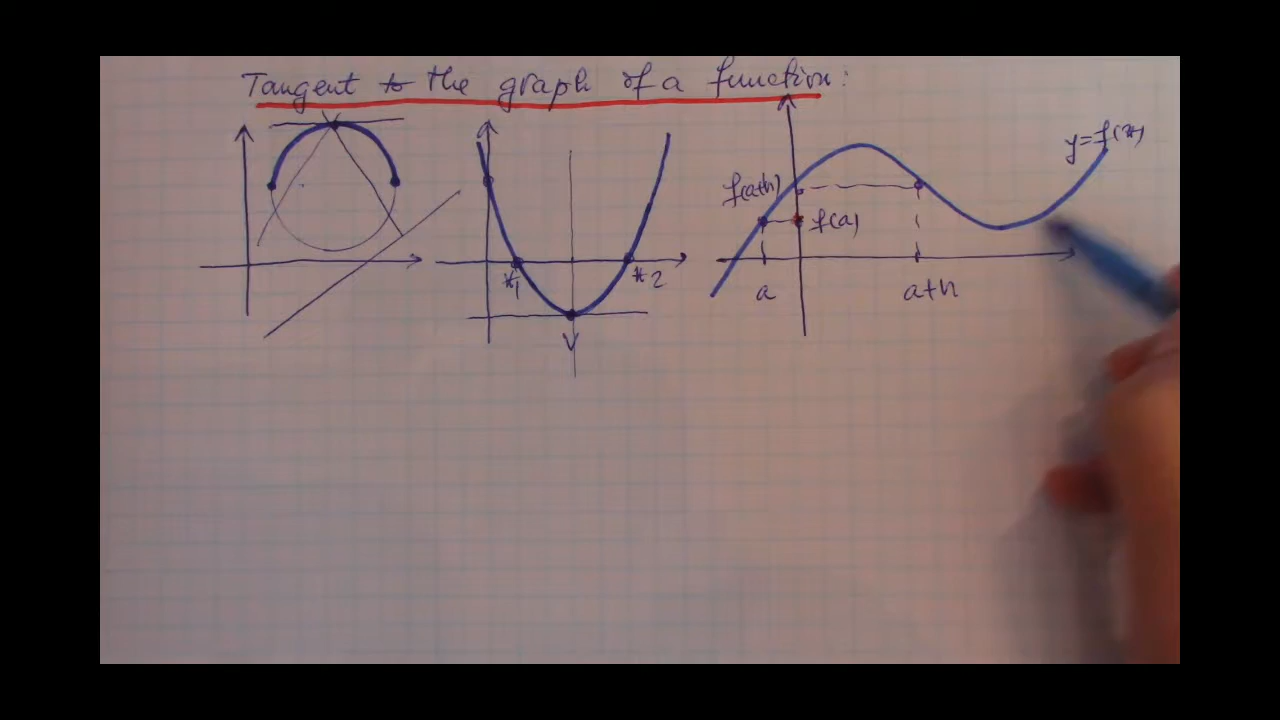 Tangent to the graph of a function:
y=f(x)
f(a+h)
f(a)
x1
x2
a
a+h
V